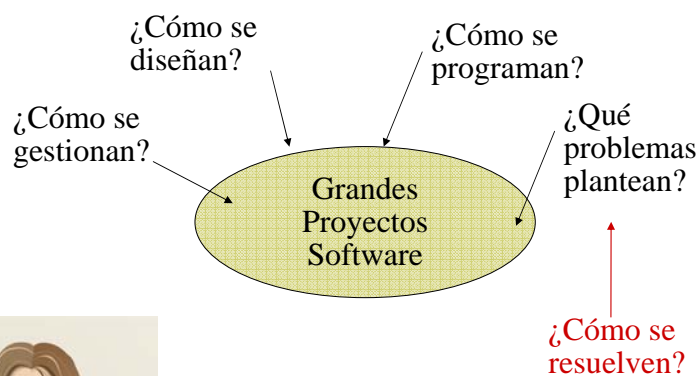 ¿Cómo se
diseñan?
¿Cómo se
programan?
¿Cómo se
gestionan?
¿Qué
problemas
plantean?
Grandes
Proyectos
Software
¿Cómo se
resuelven?